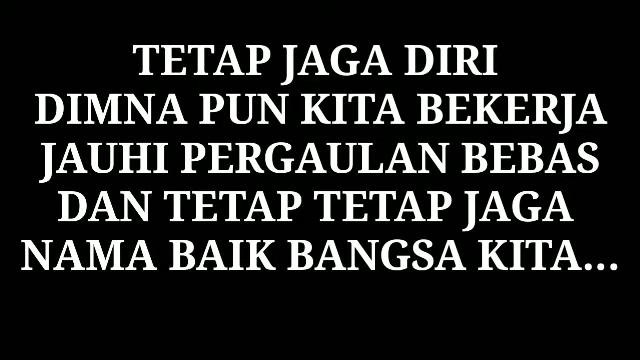 TETAP JAGA DIRI
DIMNA PUN KITA BEKERJA
JAUHI PERGAULAN BEBAS
DAN TETAP TETAP JAGA
NAMA BAIK BANGSA KITA...